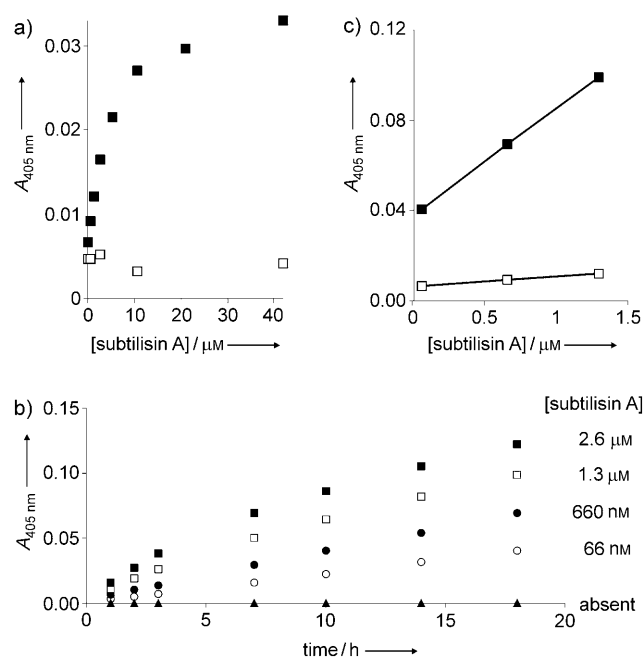 a)
0.03
0.02
0.01
0
A405 nm
0 10 20 30 40
[subtilisin A] / μM
c)
0.12
0.08
0.04
0.00
A405 nm
0 0.5 1 1.5
[subtilisin A] / μM
b)
0.15
0.10
0.05
0.00
A405 nm
0 5 10 15 20
time / h
[subtilisin A]
2.6 μM
1.3 μM
660 nM
66 nM
absent